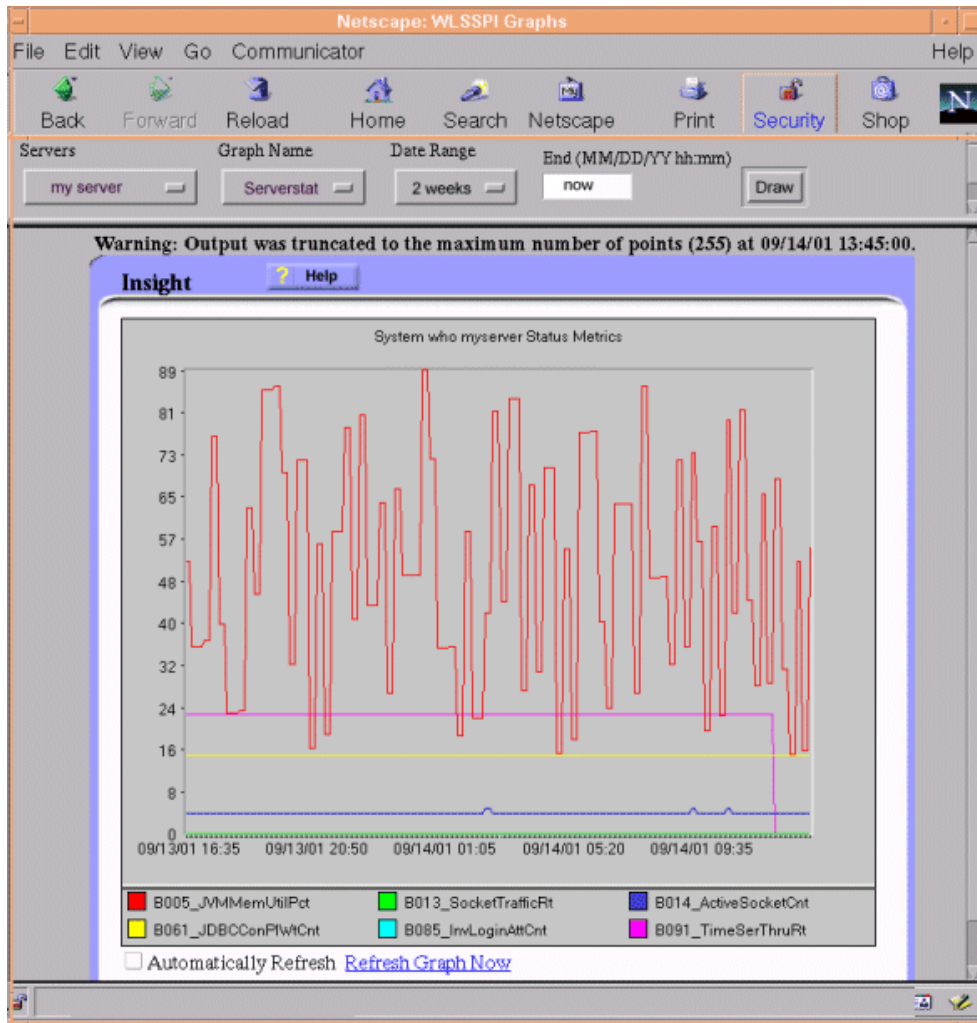 Netscape: WLSSPI Graphs
File Edit View Go Communicator Help
Back Forward Reload Home Search Netscape Print Security Shop
My N
Servers Graph Name Date Range End (MM/DD/YY hh:mm)
my server Serverstat 2 weeks now Draw
Warning: Output was truncated to the maximum number of points (255) at 09/14/01 13:45:00.
Insight ? Help
System who myserver Status Metrics
89
81
73
65
57
48
40
32
24
16
8
0
09/13/01 16:35 09/13/01 20:50 09/14/01 01:05 09/14/01 05:20 09/14/01 09:35
B005_JVMMemUtilPct B013_SocketTrafficRt B014_ActiveSocketCnt
B061_JDBCConPlWtCnt B085_InvLoginAttCnt B091_TimeSerThruRt
Automatically Refresh Refresh Graph Now